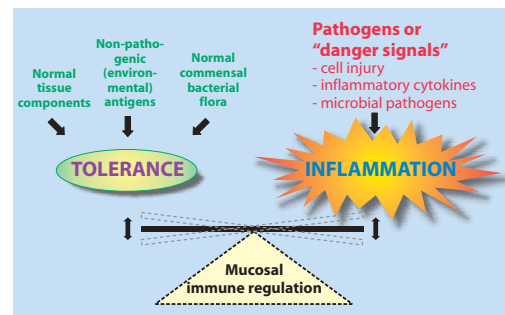 Normal
tissue
components
Non-patho-
genic
(environ-
mental)
antigens
Normal
commensal
bacterial
flora
Pathogens or
“danger signals”
- cell injury
- inflammatory cytokines
- microbial pathogens
TOLERANCE
INFLAMMATION
Mucosal
immune regulation